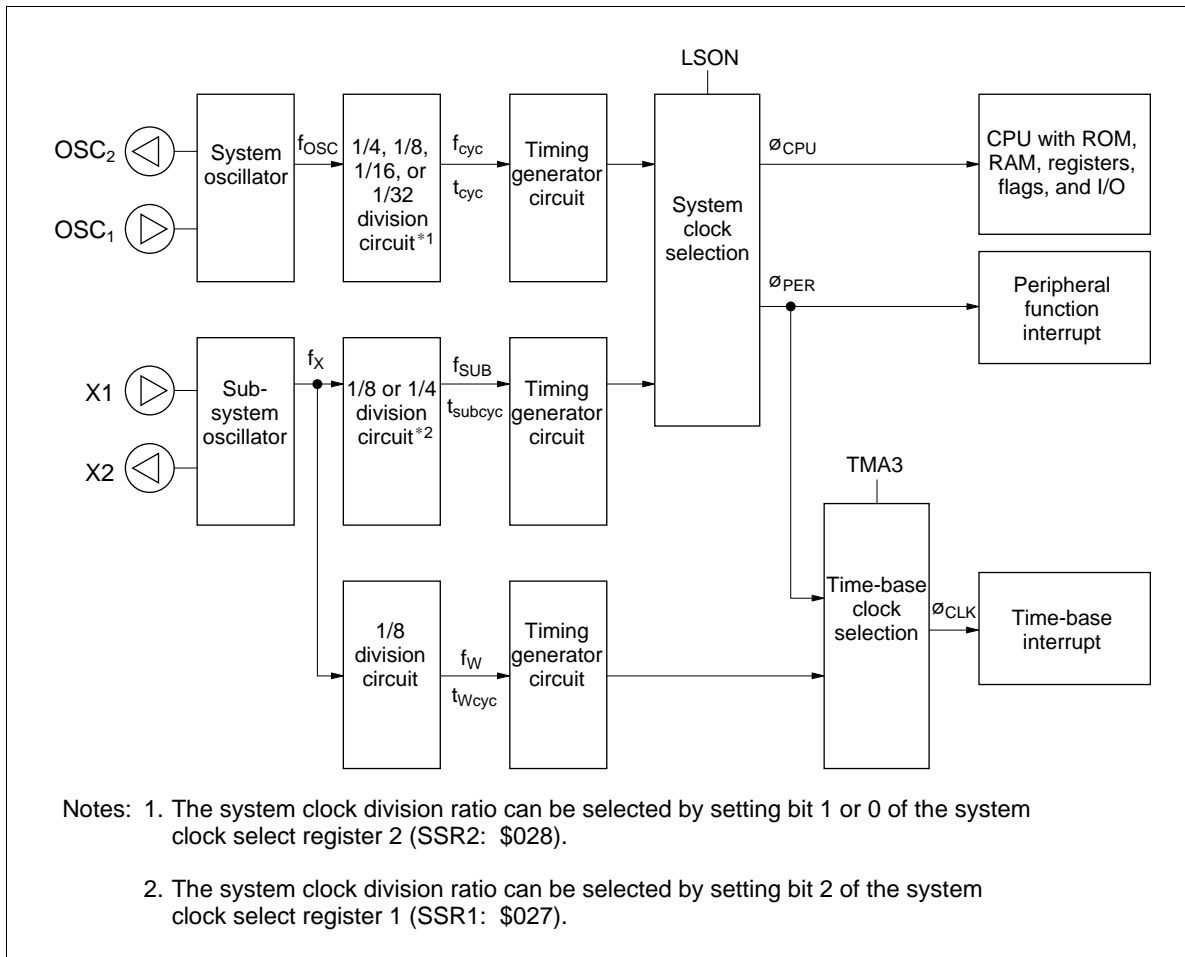 LSON
OSC2
OSC1
System
oscillator
fOSC
1/4, 1/8,
1/16, or
1/32
division
circuit*1
fcyc
tcyc
Timing
generator
circuit
System
clock
selection
øCPU
CPU with ROM,
RAM, registers,
flags, and I/O
øPER
Peripheral
function
interrupt
X1
X2
Sub-
system
oscillator
fX
1/8 or 1/4
division
circuit*2
fSUB
tsubcyc
Timing
generator
circuit
TMA3
1/8
division
circuit
fW
tWcyc
Timing
generator
circuit
Time-base
clock
selection
øCLK
Time-base
interrupt
Notes: 1. The system clock division ratio can be selected by setting bit 1 or 0 of the system
clock select register 2 (SSR2: $028).
2. The system clock division ratio can be selected by setting bit 2 of the system
clock select register 1 (SSR1: $027).